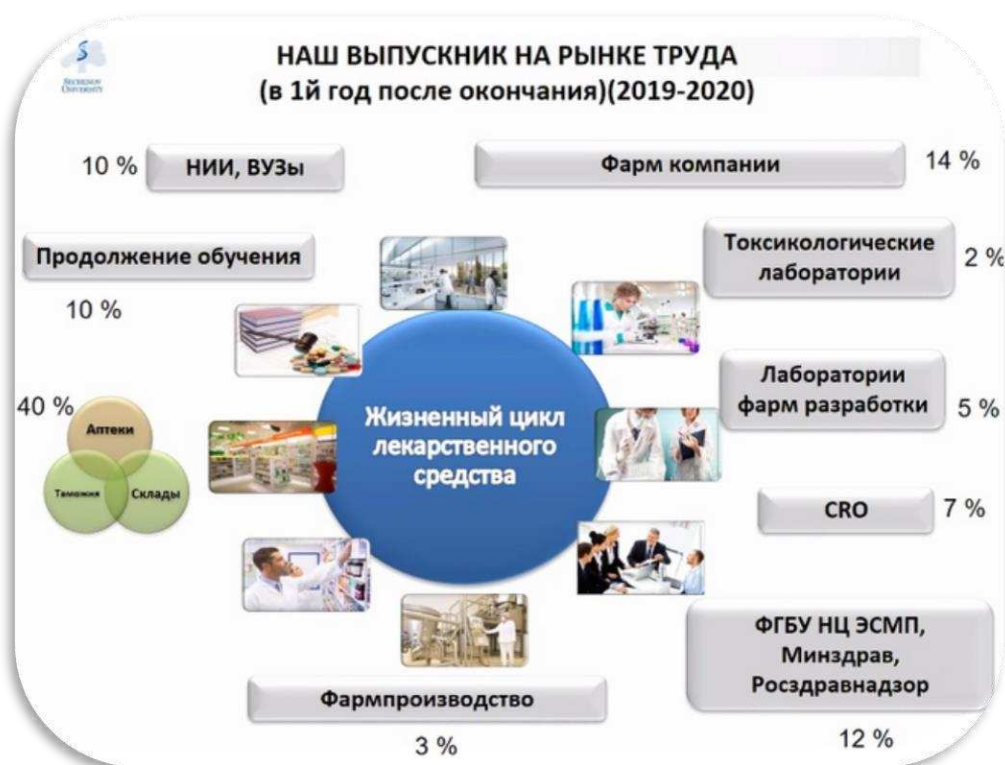 SECHENOV
UNIVERSITY
НАШ ВЫПУСКНИК НА РЫНКЕ ТРУДА
(в 1й год после окончания)(2019-2020)
10 %
НИИ, ВУЗы
Фарм компании
14 %
Продолжение обучения
10 %
Токсикологические
лаборатории
2 %
40 %
Аптеки
Таможня
Склады
Жизненный цикл
лекарственного
средства
Лаборатории
фарм разработки
5 %
CRO
7 %
ФГБУ НЦ ЭСМП,
Минздрав,
Росздравнадзор
12 %
Фармпроизводство
3 %